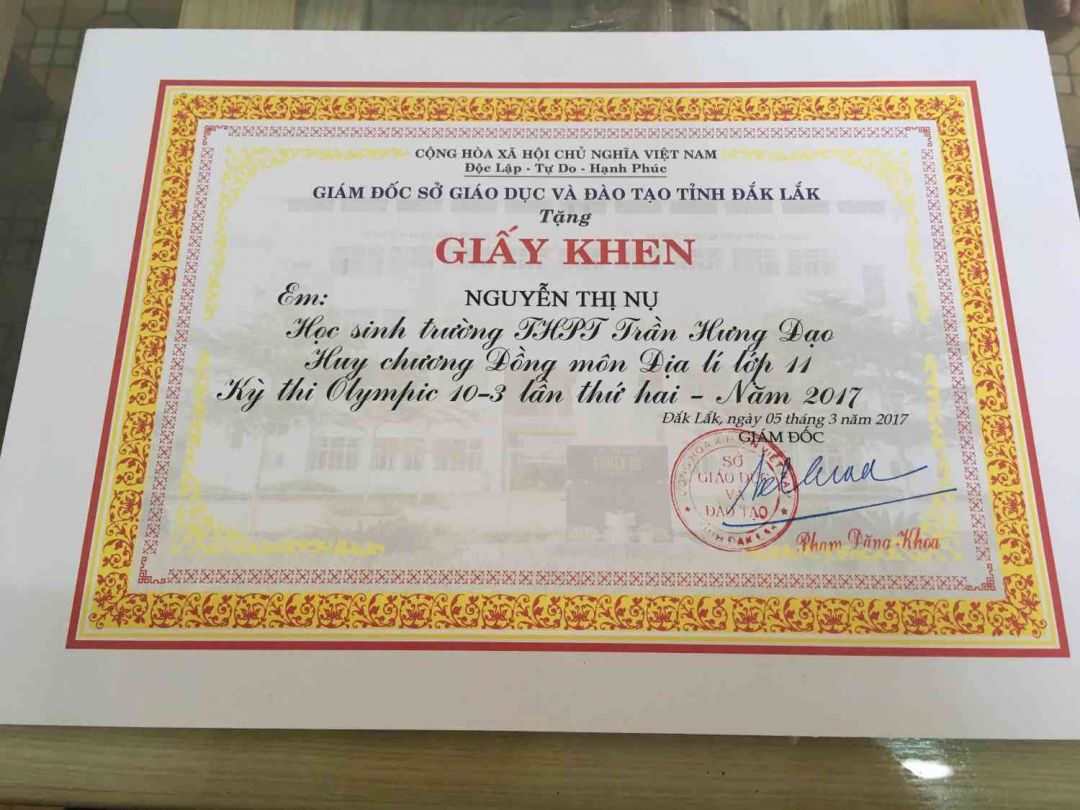 CỘNG HÒA XÃ HỘI CHỦ NGHĨA VIỆT NAM
Độc Lập - Tự Do - Hạnh Phúc
GIÁM ĐỐC SỞ GIÁO DỤC VÀ ĐÀO TẠO TỈNH ĐẮK LẮK
Tặng
GIẤY KHEN
Em: NGUYỄN THỊ NỤ
Học sinh trường THPT Trần Hưng Đạo
Huy chương Đồng môn Địa lí lớp 11
Kỳ thi Olympic 10-3 lần thứ hai - Năm 2017
Đắk Lắk, ngày 05 tháng 3 năm 2017
GIÁM ĐỐC
SỞ
GIÁO DỤC
VÀ
ĐÀO TẠO
TỈNH ĐẮK LẮK
Phạm Đăng Khoa